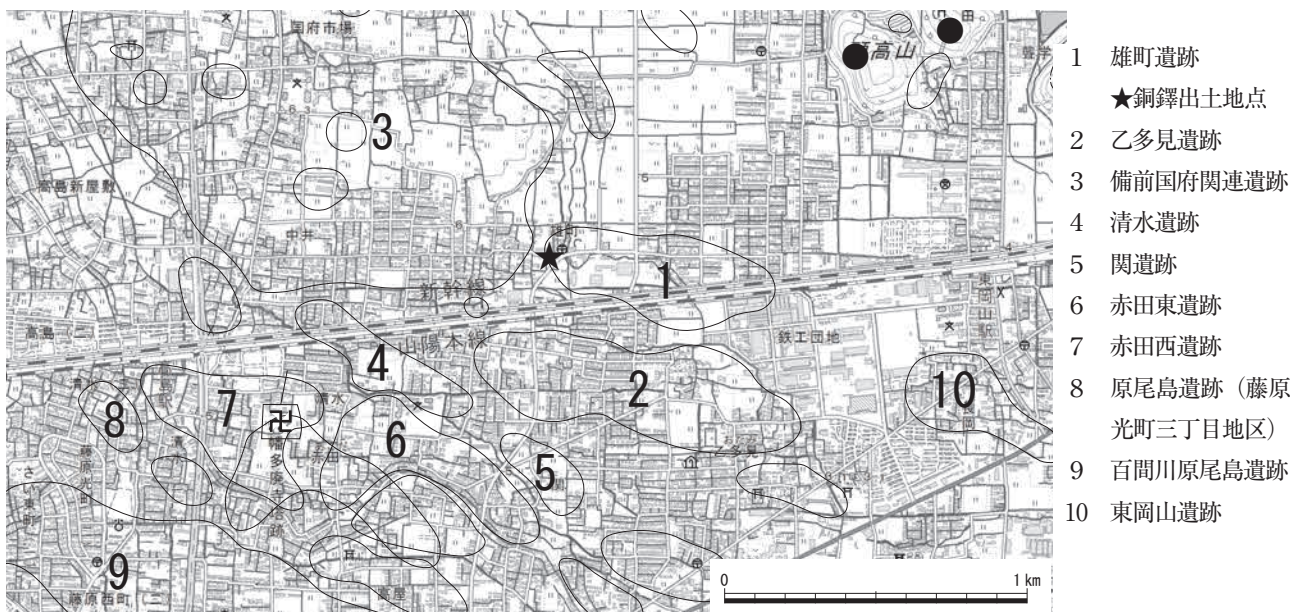 国府市場
高山
3
高島新屋敷
中井
雄町
★
1
新幹線
山陽本線
東岡山駅
鉄工団地
4
2
10
8
7
卍
清水
6
5
幡多廃寺
藤原光町
9
藤原西町
高屋
0 1km
1 雄町遺跡
★銅鐸出土地点
2 乙多見遺跡
3 備前国府関連遺跡
4 清水遺跡
5 関遺跡
6 赤田東遺跡
7 赤田西遺跡
8 原尾島遺跡(藤原
光町三丁目地区)
9 百間川原尾島遺跡
10 東岡山遺跡